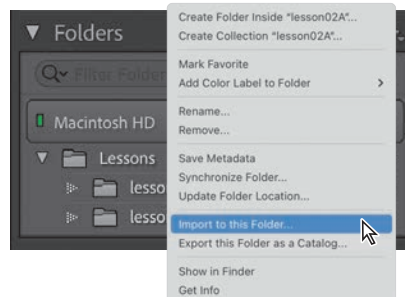 Folders
Filter Folder
Macintosh HD
Lessons
lesso
lesso
Create Folder Inside “lesson02A”...
Create Collection “lesson02A”...
Mark Favorite
Add Color Label to Folder
Rename...
Remove...
Save Metadata
Synchronize Folder...
Update Folder Location...
Import to this Folder...
Export this Folder as a Catalog...
Show in Finder
Get Info